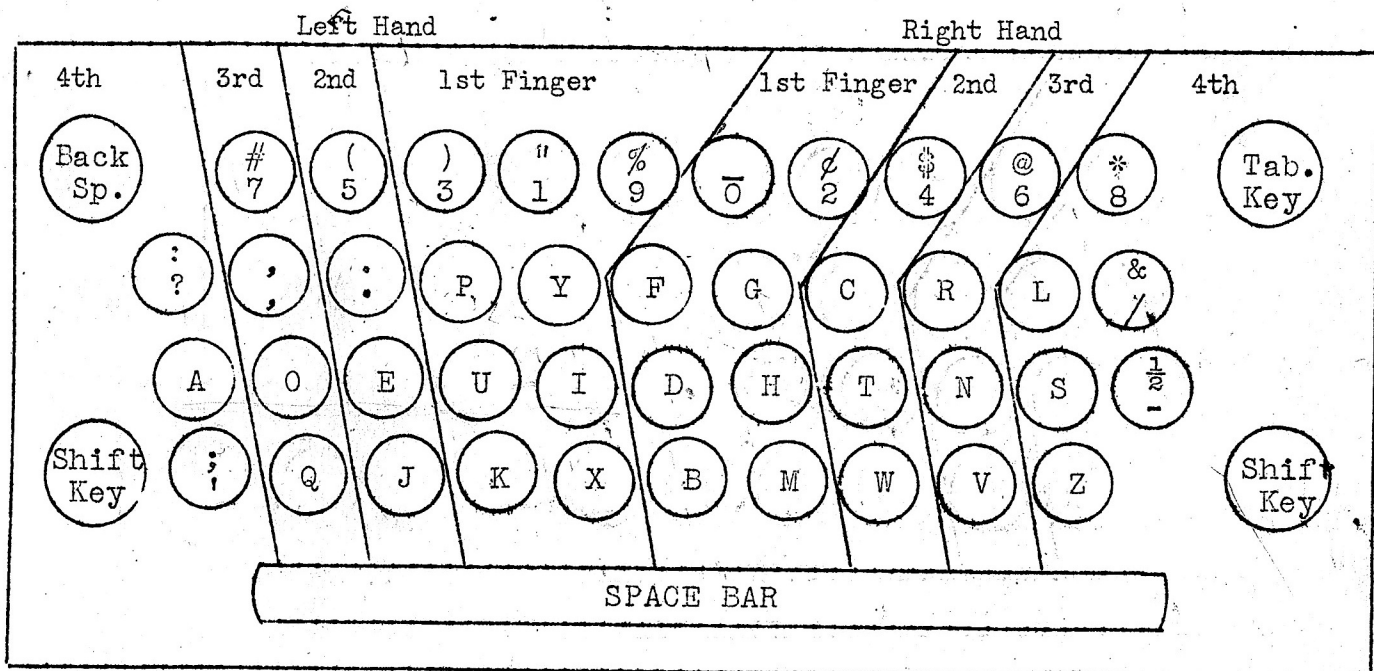 Left Hand Right Hand
4th 3rd 2nd 1st Finger 1st Finger 2nd 3rd 4th
Back # ( ) " % _ ¢ $ @ * Tab.
Sp. 7 5 3 1 9 0 2 4 6 8 Key
: , : P Y F G C R L &
? , . /
A O E U I D H T N S ½
-
Shift ; Q J K X B M W V Z Shift
Key ' Key
SPACE BAR